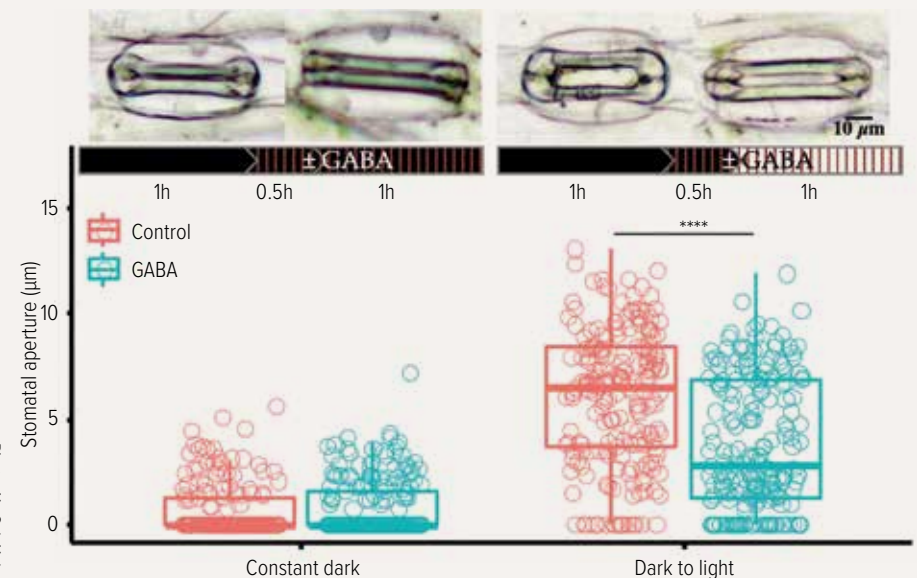 10 µm
± GABA
± GABA
1h 0.5h 1h
1h 0.5h 1h
****
Control
GABA
Stomatal aperture (µm)
15
10
5
0
Constant dark
Dark to light